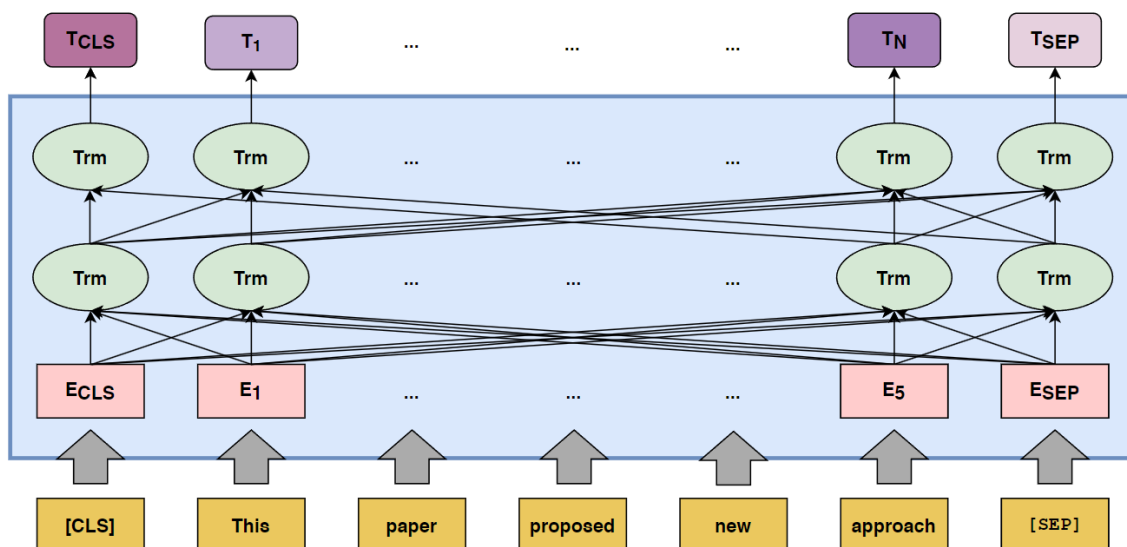 TCLS T1 ... ... ... TN TSEP
Trm Trm ... ... ... Trm Trm
Trm Trm ... ... ... Trm Trm
ECLS E1 ... ... ... E5 ESEP
[CLS] This paper proposed new approach [SEP]